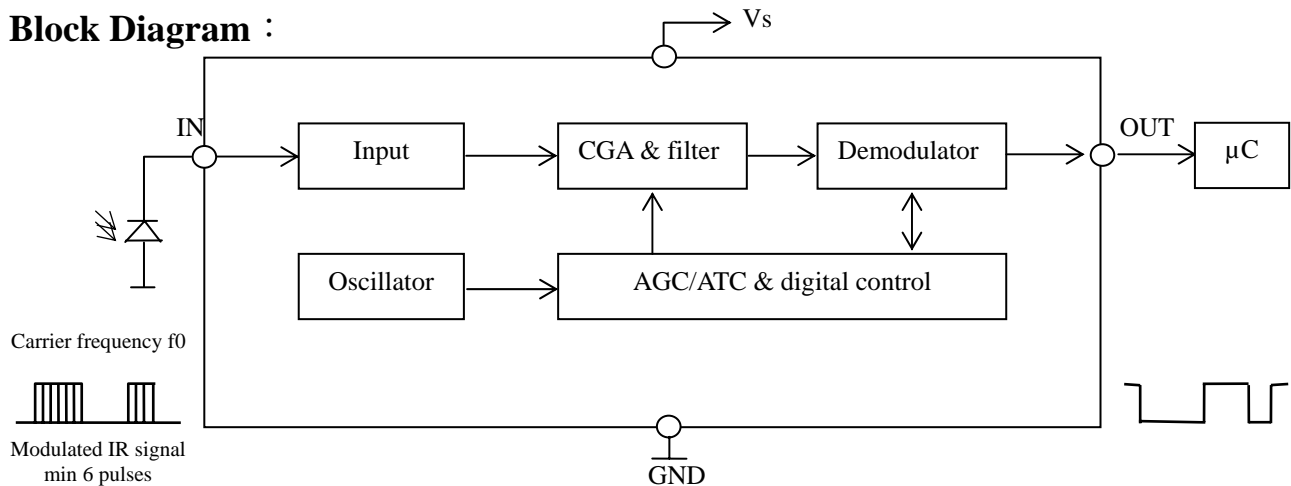 Block Diagram：
Vs
IN
Input
CGA & filter
Demodulator
OUT
µC
Oscillator
AGC/ATC & digital control
Carrier frequency f0
Modulated IR signal
min 6 pulses
GND